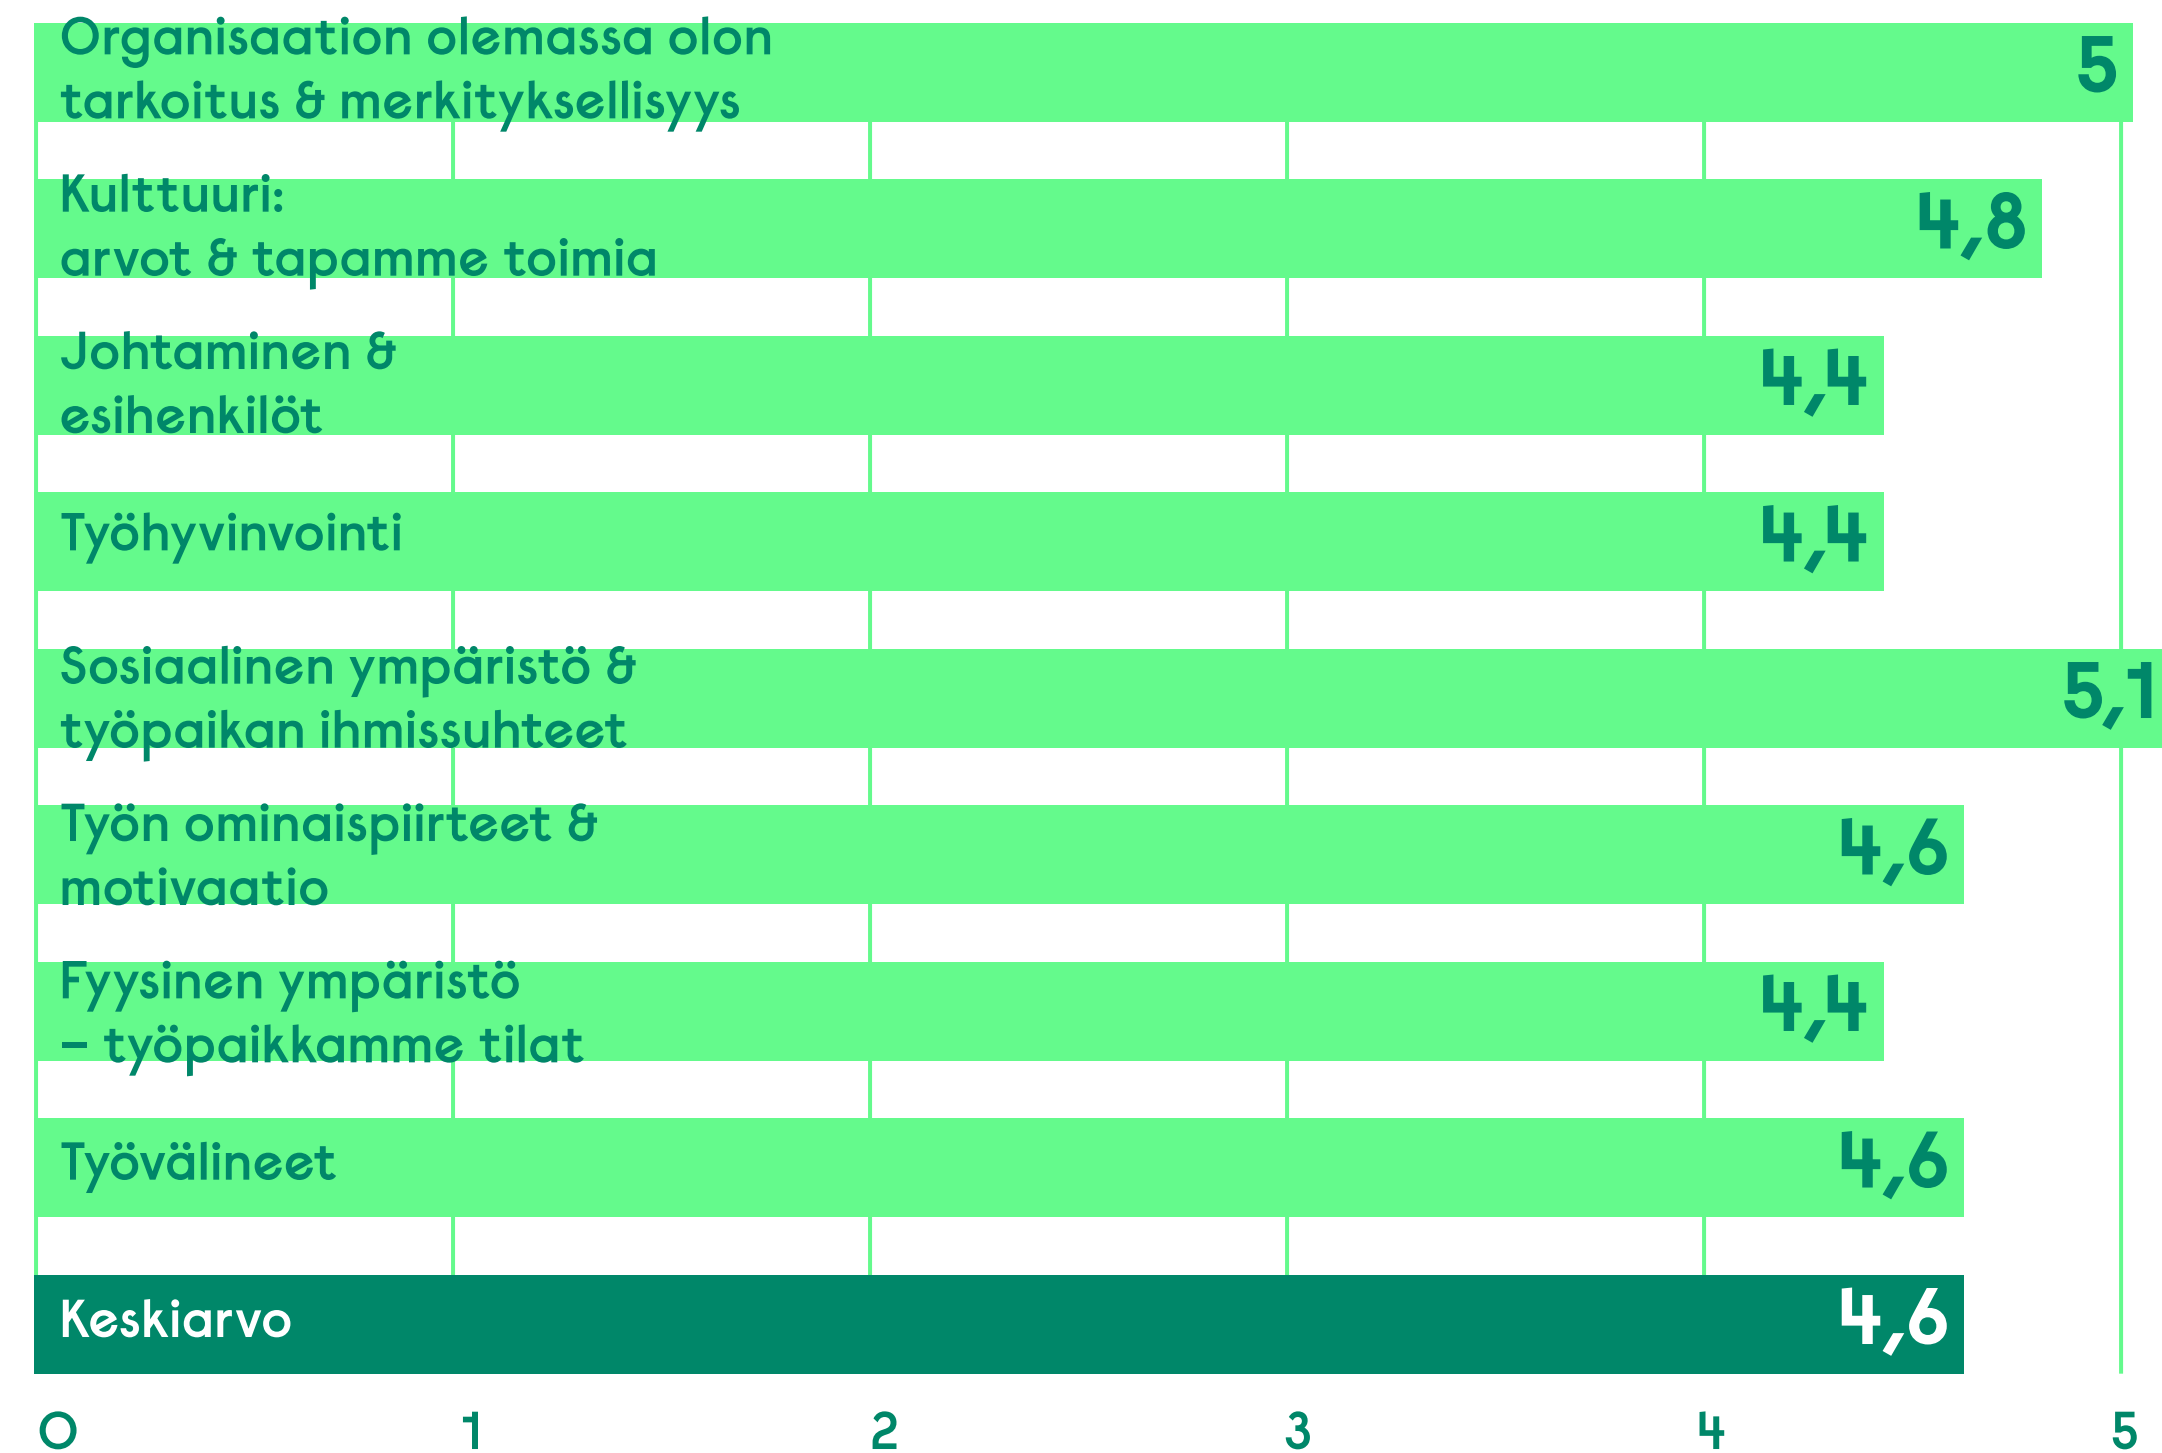 Organisaation olemassa olon
tarkoitus & merkityksellisyys
5
Kulttuuri:
arvot & tapamme toimia
4,8
Johtaminen &
esihenkilöt
4,4
Työhyvinvointi
4,4
Sosiaalinen ympäristö &
työpaikan ihmissuhteet
5,1
Työn ominaispiirteet &
motivaatio
4,6
Fyysinen ympäristö
– työpaikkamme tilat
4,4
Työvälineet
4,6
Keskiarvo
4,6
0 1 2 3 4 5